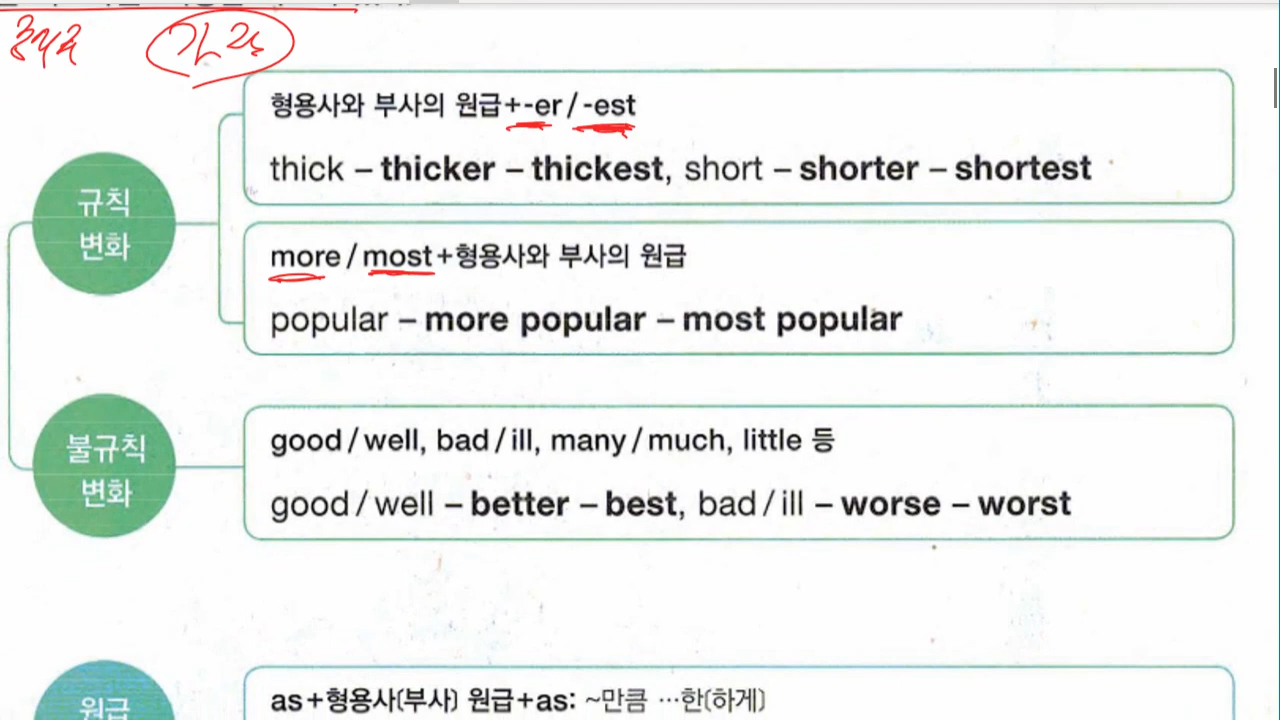 형용사와 부사의 원급+-er/-est
thick – thicker – thickest, short – shorter – shortest
규칙
변화
more/most+형용사와 부사의 원급
popular – more popular – most popular
불규칙
변화
good/well, bad/ill, many/much, little 등
good/well – better – best, bad/ill – worse – worst
원급
as+형용사(부사) 원급+as: ~만큼 …한(하게)